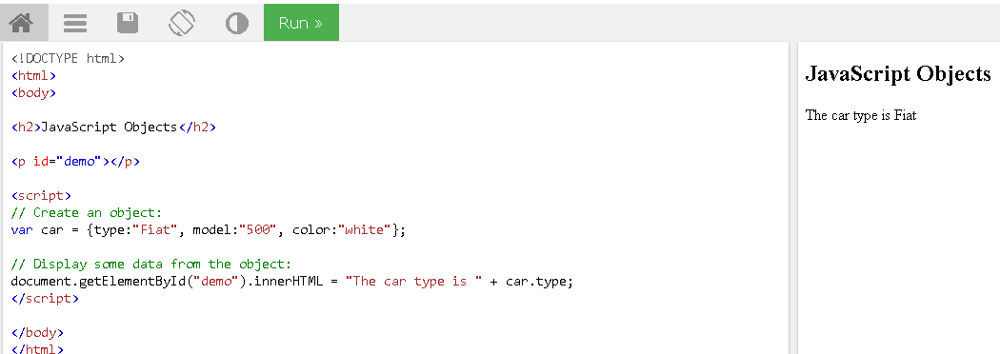 Run »
<!DOCTYPE html>
<html>
<body>
<h2>JavaScript Objects</h2>
<p id="demo"></p>
<script>
// Create an object:
var car = {type:"Fiat", model:"500", color:"white"};
// Display some data from the object:
document.getElementById("demo").innerHTML = "The car type is " + car.type;
</script>
</body>
</html>
JavaScript Objects
The car type is Fiat